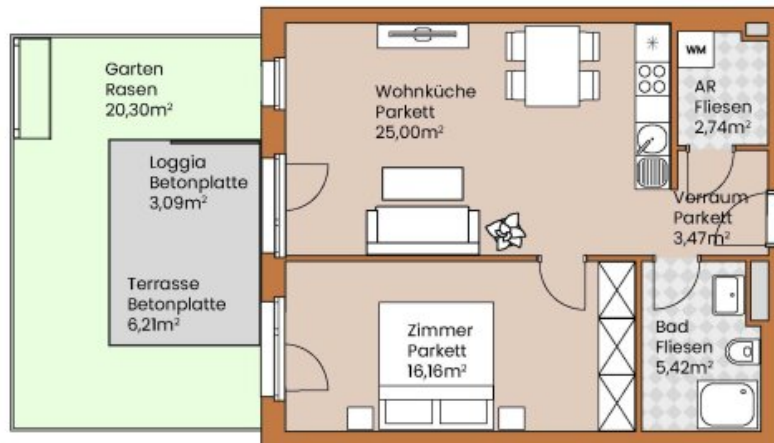 Garten
Rasen
20,30m²
Loggia
Betonplatte
3,09m²
Terrasse
Betonplatte
6,21m²
Wohnküche
Parkett
25,00m²
WM
AR
Fliesen
2,74m²
Vorraum
Parkett
3,47m²
Zimmer
Parkett
16,16m²
Bad
Fliesen
5,42m²